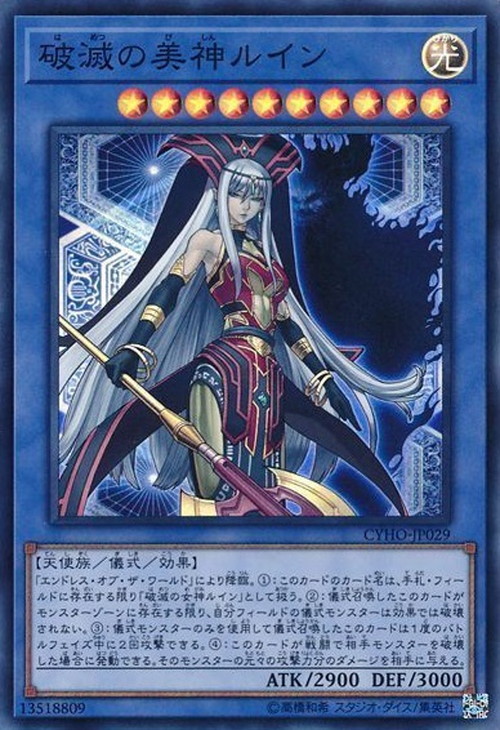 破滅の美神ルイン
光
CYHO-JP029
【天使族／儀式／効果】
「エンドレス・オブ・ザ・ワールド」により降臨。①：このカードのカード名は、手札・フィー
ルドに存在する限り「破滅の女神ルイン」として扱う。②：儀式召喚したこのカードが
モンスターゾーンに存在する限り、自分フィールドの儀式モンスターは効果では破壊
されない。③：儀式モンスターのみを使用して儀式召喚したこのカードは１度のバト
ルフェイズ中に２回攻撃できる。④：このカードが戦闘で相手モンスターを破壊
した場合に発動できる。そのモンスターの元々の攻撃力分のダメージを相手に与える。
ATK/2900 DEF/3000
13518809 ©高橋和希 スタジオ・ダイス/集英社